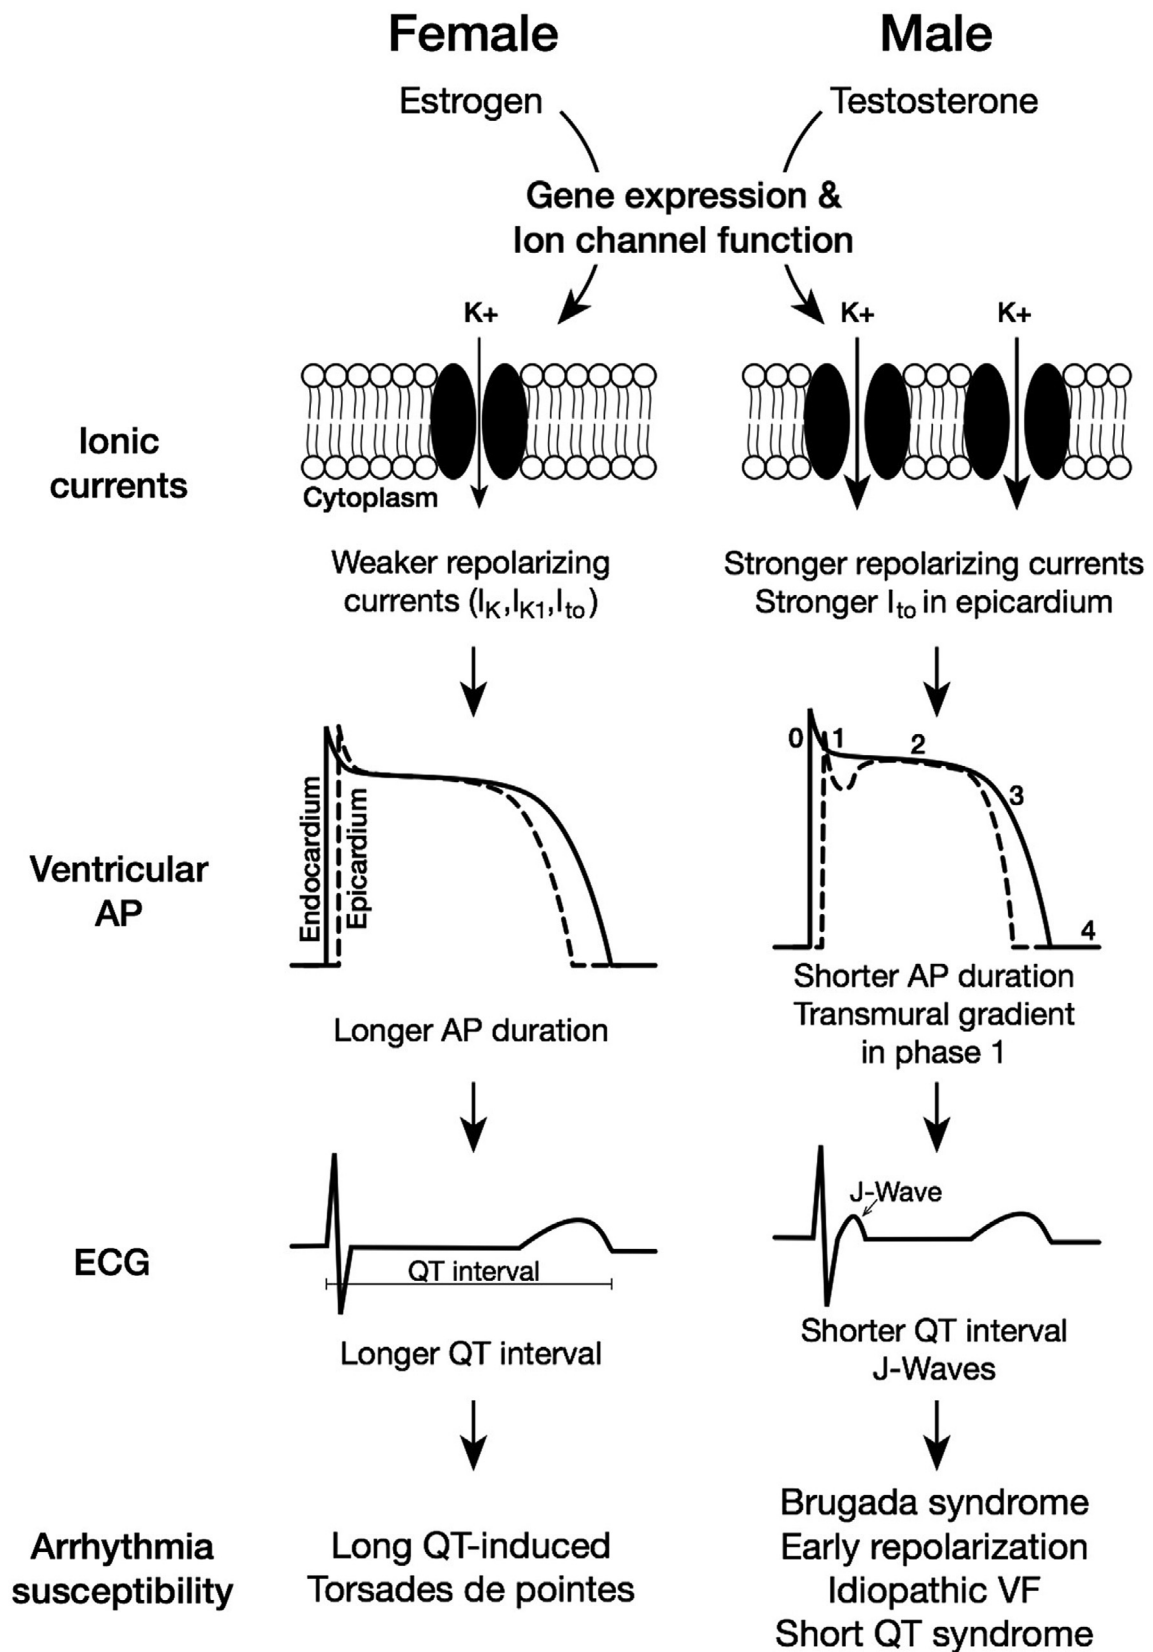 Female
Male
Estrogen
Testosterone
Gene expression &
Ion channel function
K+
K+
K+
Ionic
currents
Cytoplasm
Weaker repolarizing
currents (IK,IK1,Ito)
Stronger repolarizing currents
Stronger Ito in epicardium
Ventricular
AP
Endocardium
Epicardium
0
1
2
3
4
Longer AP duration
Shorter AP duration
Transmural gradient
in phase 1
ECG
QT interval
J-Wave
Longer QT interval
Shorter QT interval
J-Waves
Arrhythmia
susceptibility
Long QT-induced
Torsades de pointes
Brugada syndrome
Early repolarization
Idiopathic VF
Short QT syndrome